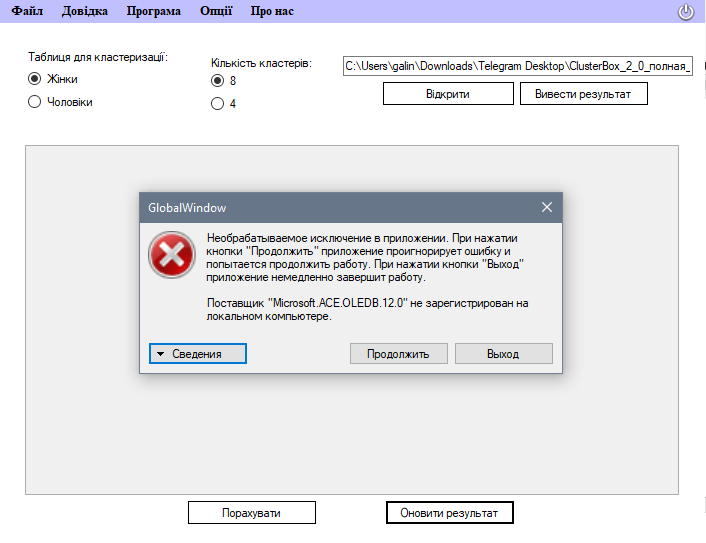 Файл Довідка Програма Опції Про нас
Таблиця для кластеризації:
Жінки
Чоловіки
Кількість кластерів:
8
4
C:\Users\galin\Downloads\Telegram Desktop\ClusterBox_2_0_полная_
Відкрити
Вивести результат
GlobalWindow
Необрабатываемое исключение в приложении. При нажатии
кнопки "Продолжить" приложение проигнорирует ошибку и
попытается продолжить работу. При нажатии кнопки "Выход"
приложение немедленно завершит работу.
Поставщик "Microsoft.ACE.OLEDB.12.0" не зарегистрирован на
локальном компьютере.
Сведения
Продолжить
Выход
Порахувати
Оновити результат